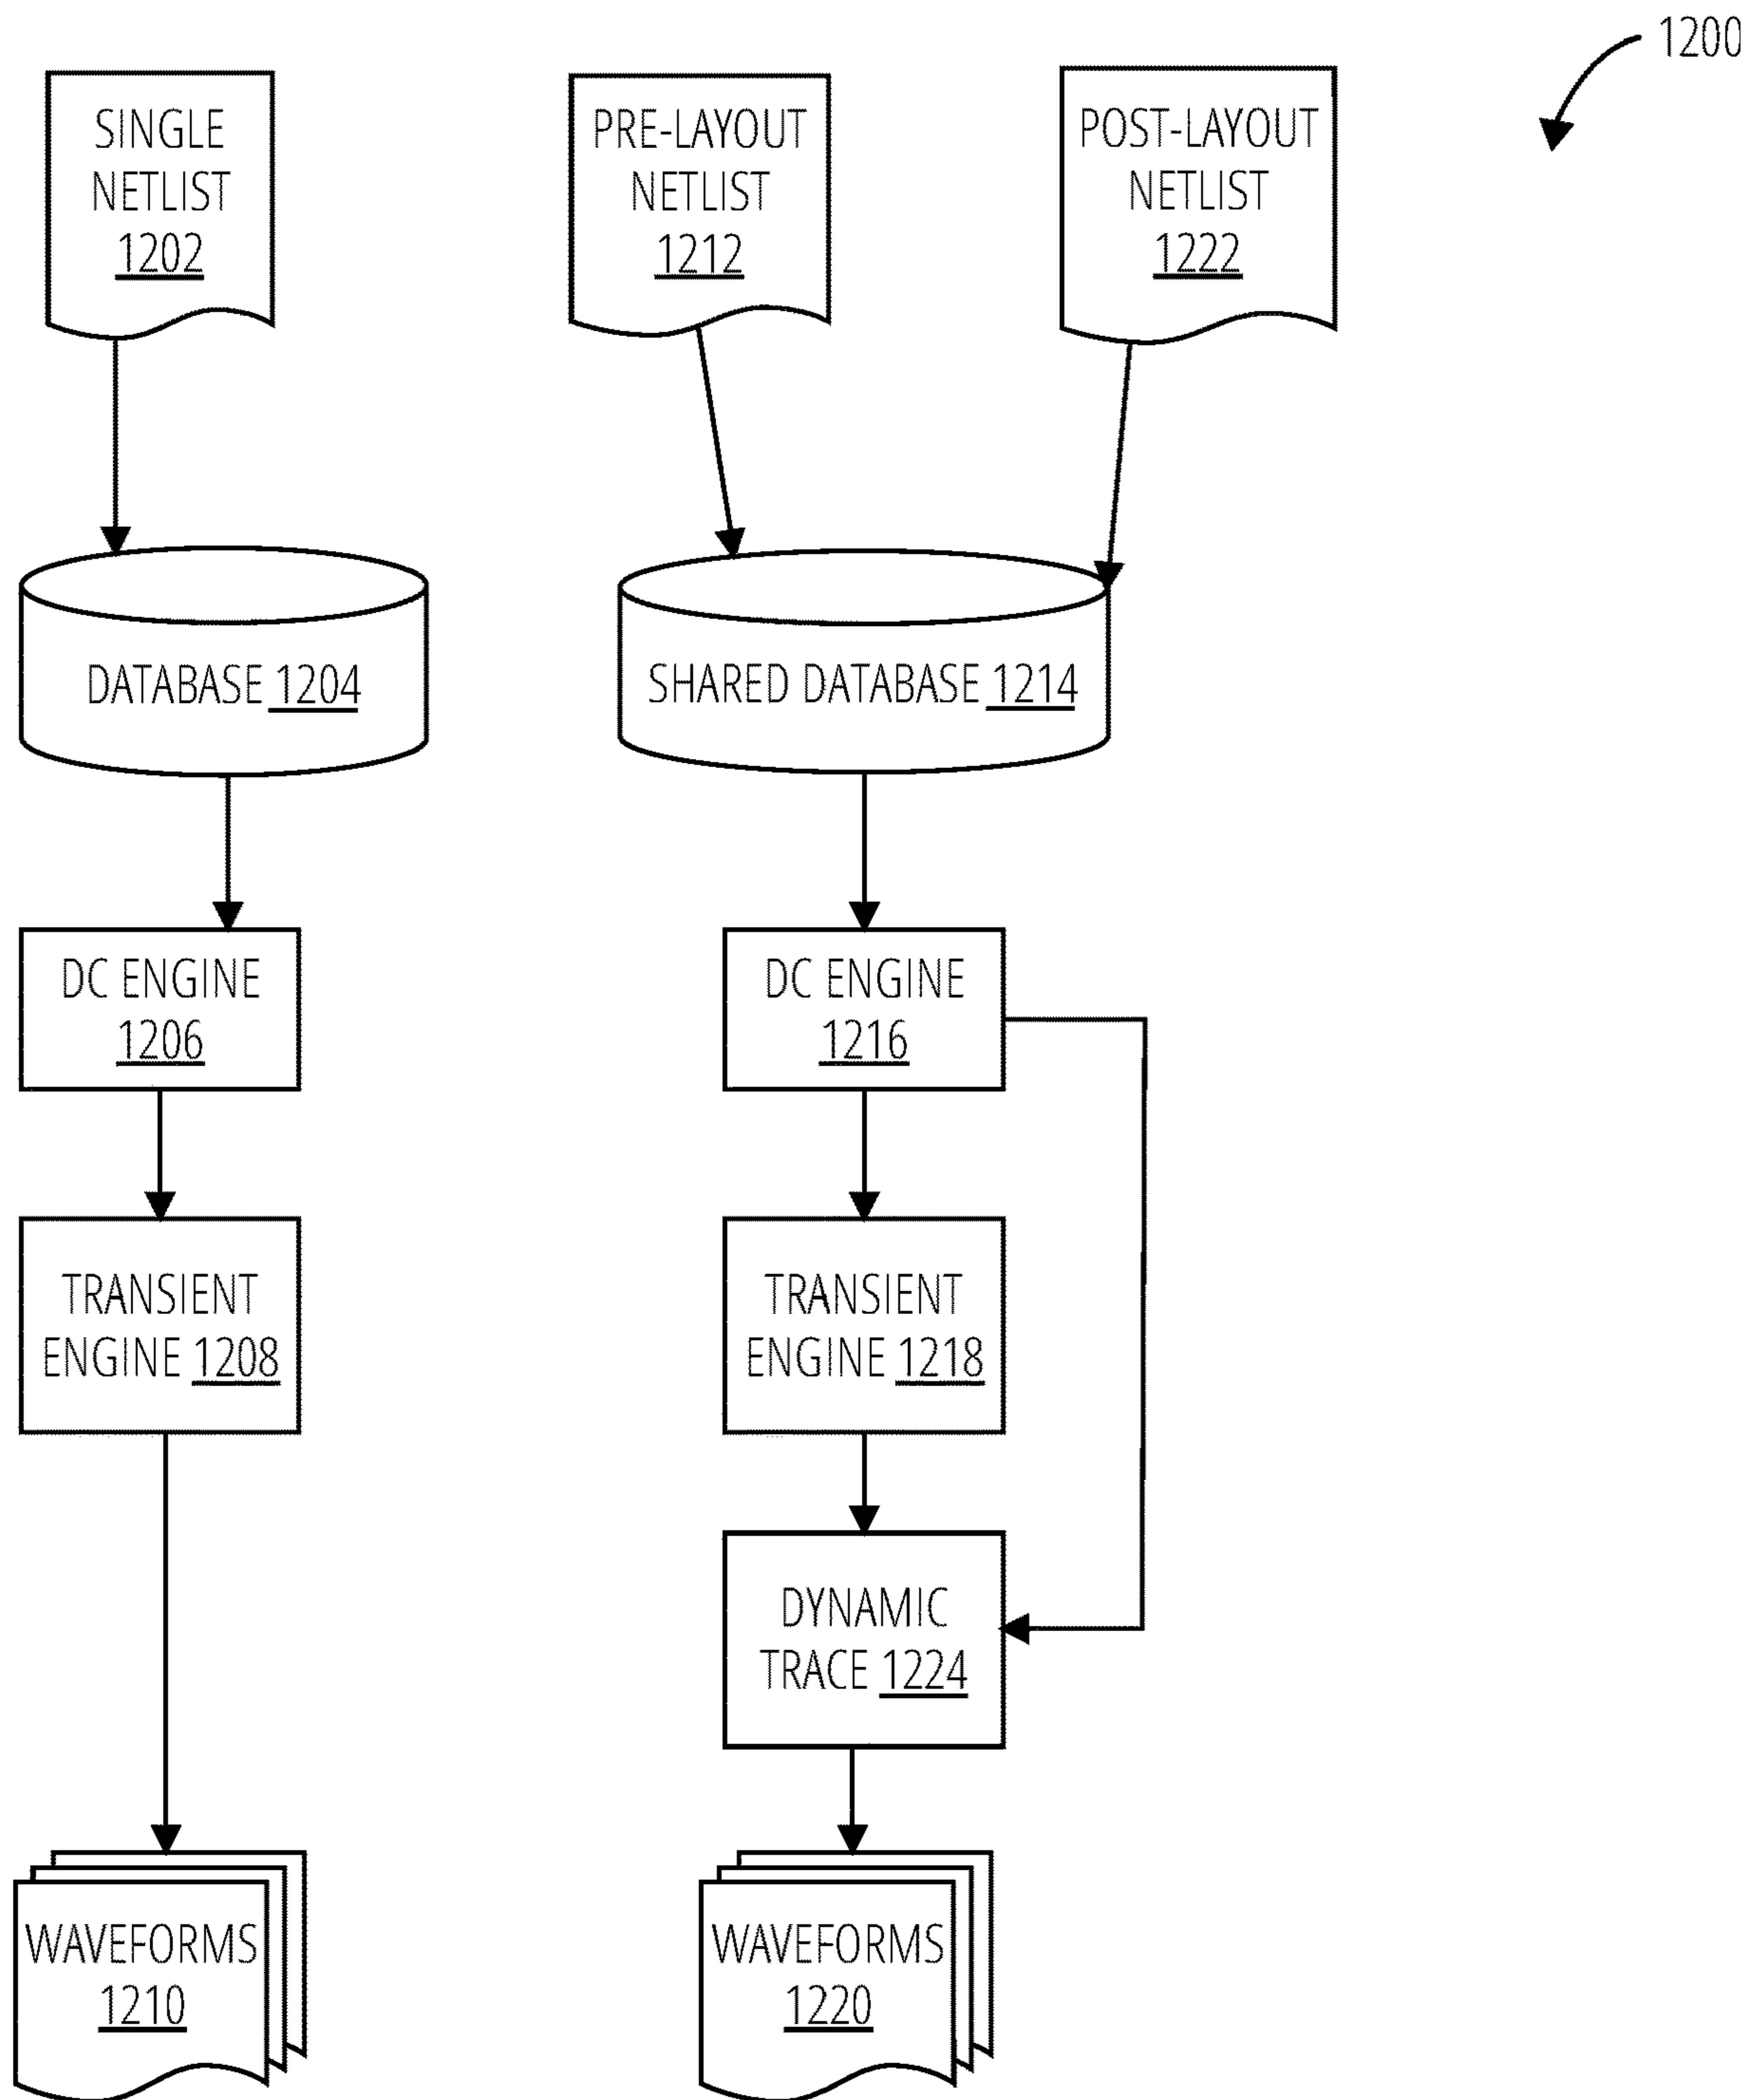 1200
SINGLE
NETLIST
1202
PRE-LAYOUT
NETLIST
1212
POST-LAYOUT
NETLIST
1222
DATABASE 1204
SHARED DATABASE 1214
DC ENGINE
1206
DC ENGINE
1216
TRANSIENT
ENGINE 1208
TRANSIENT
ENGINE 1218
DYNAMIC
TRACE 1224
WAVEFORMS
1210
WAVEFORMS
1220